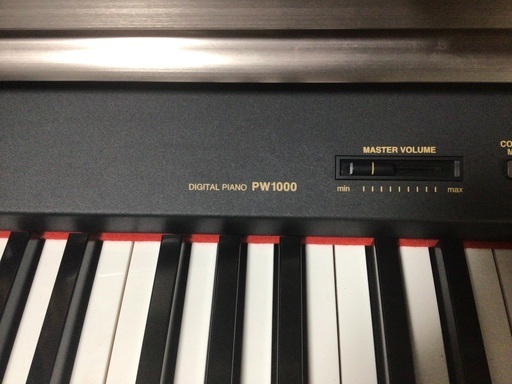 MASTER VOLUME
min max
DIGITAL PIANO PW1000